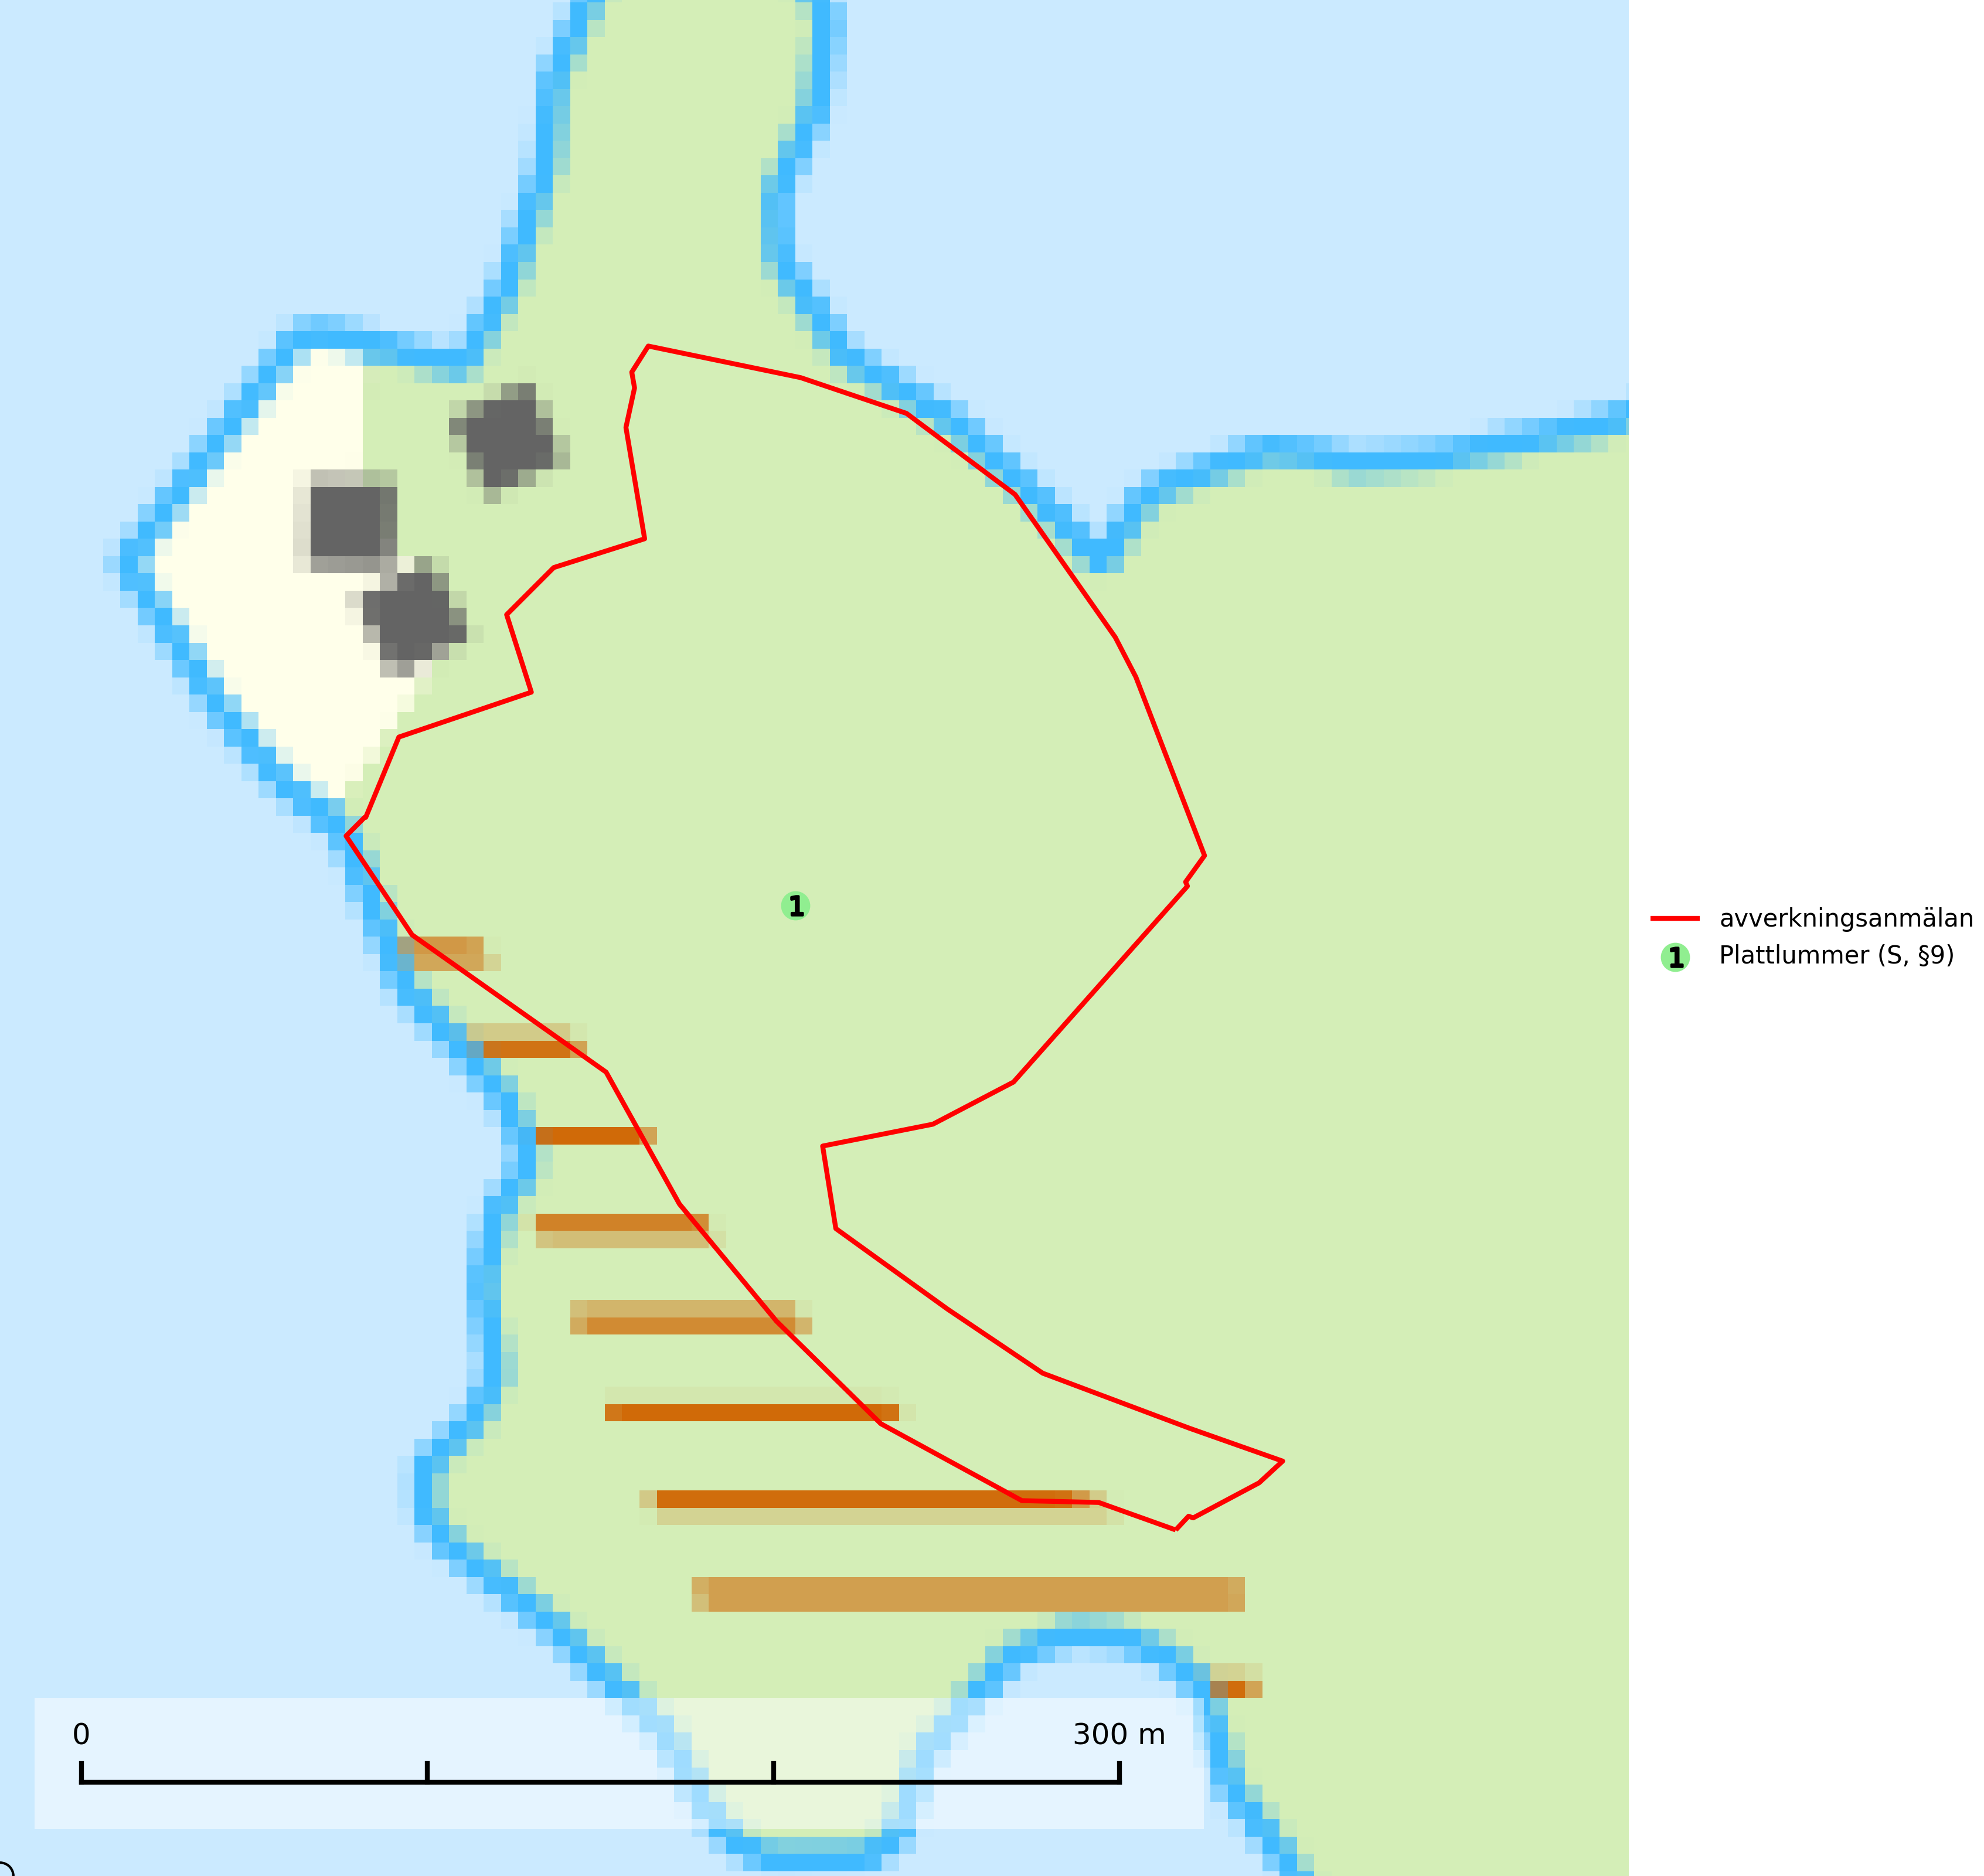 1
avverkningsanmälan
1 Plattlummer (S, §9)
0 300 m